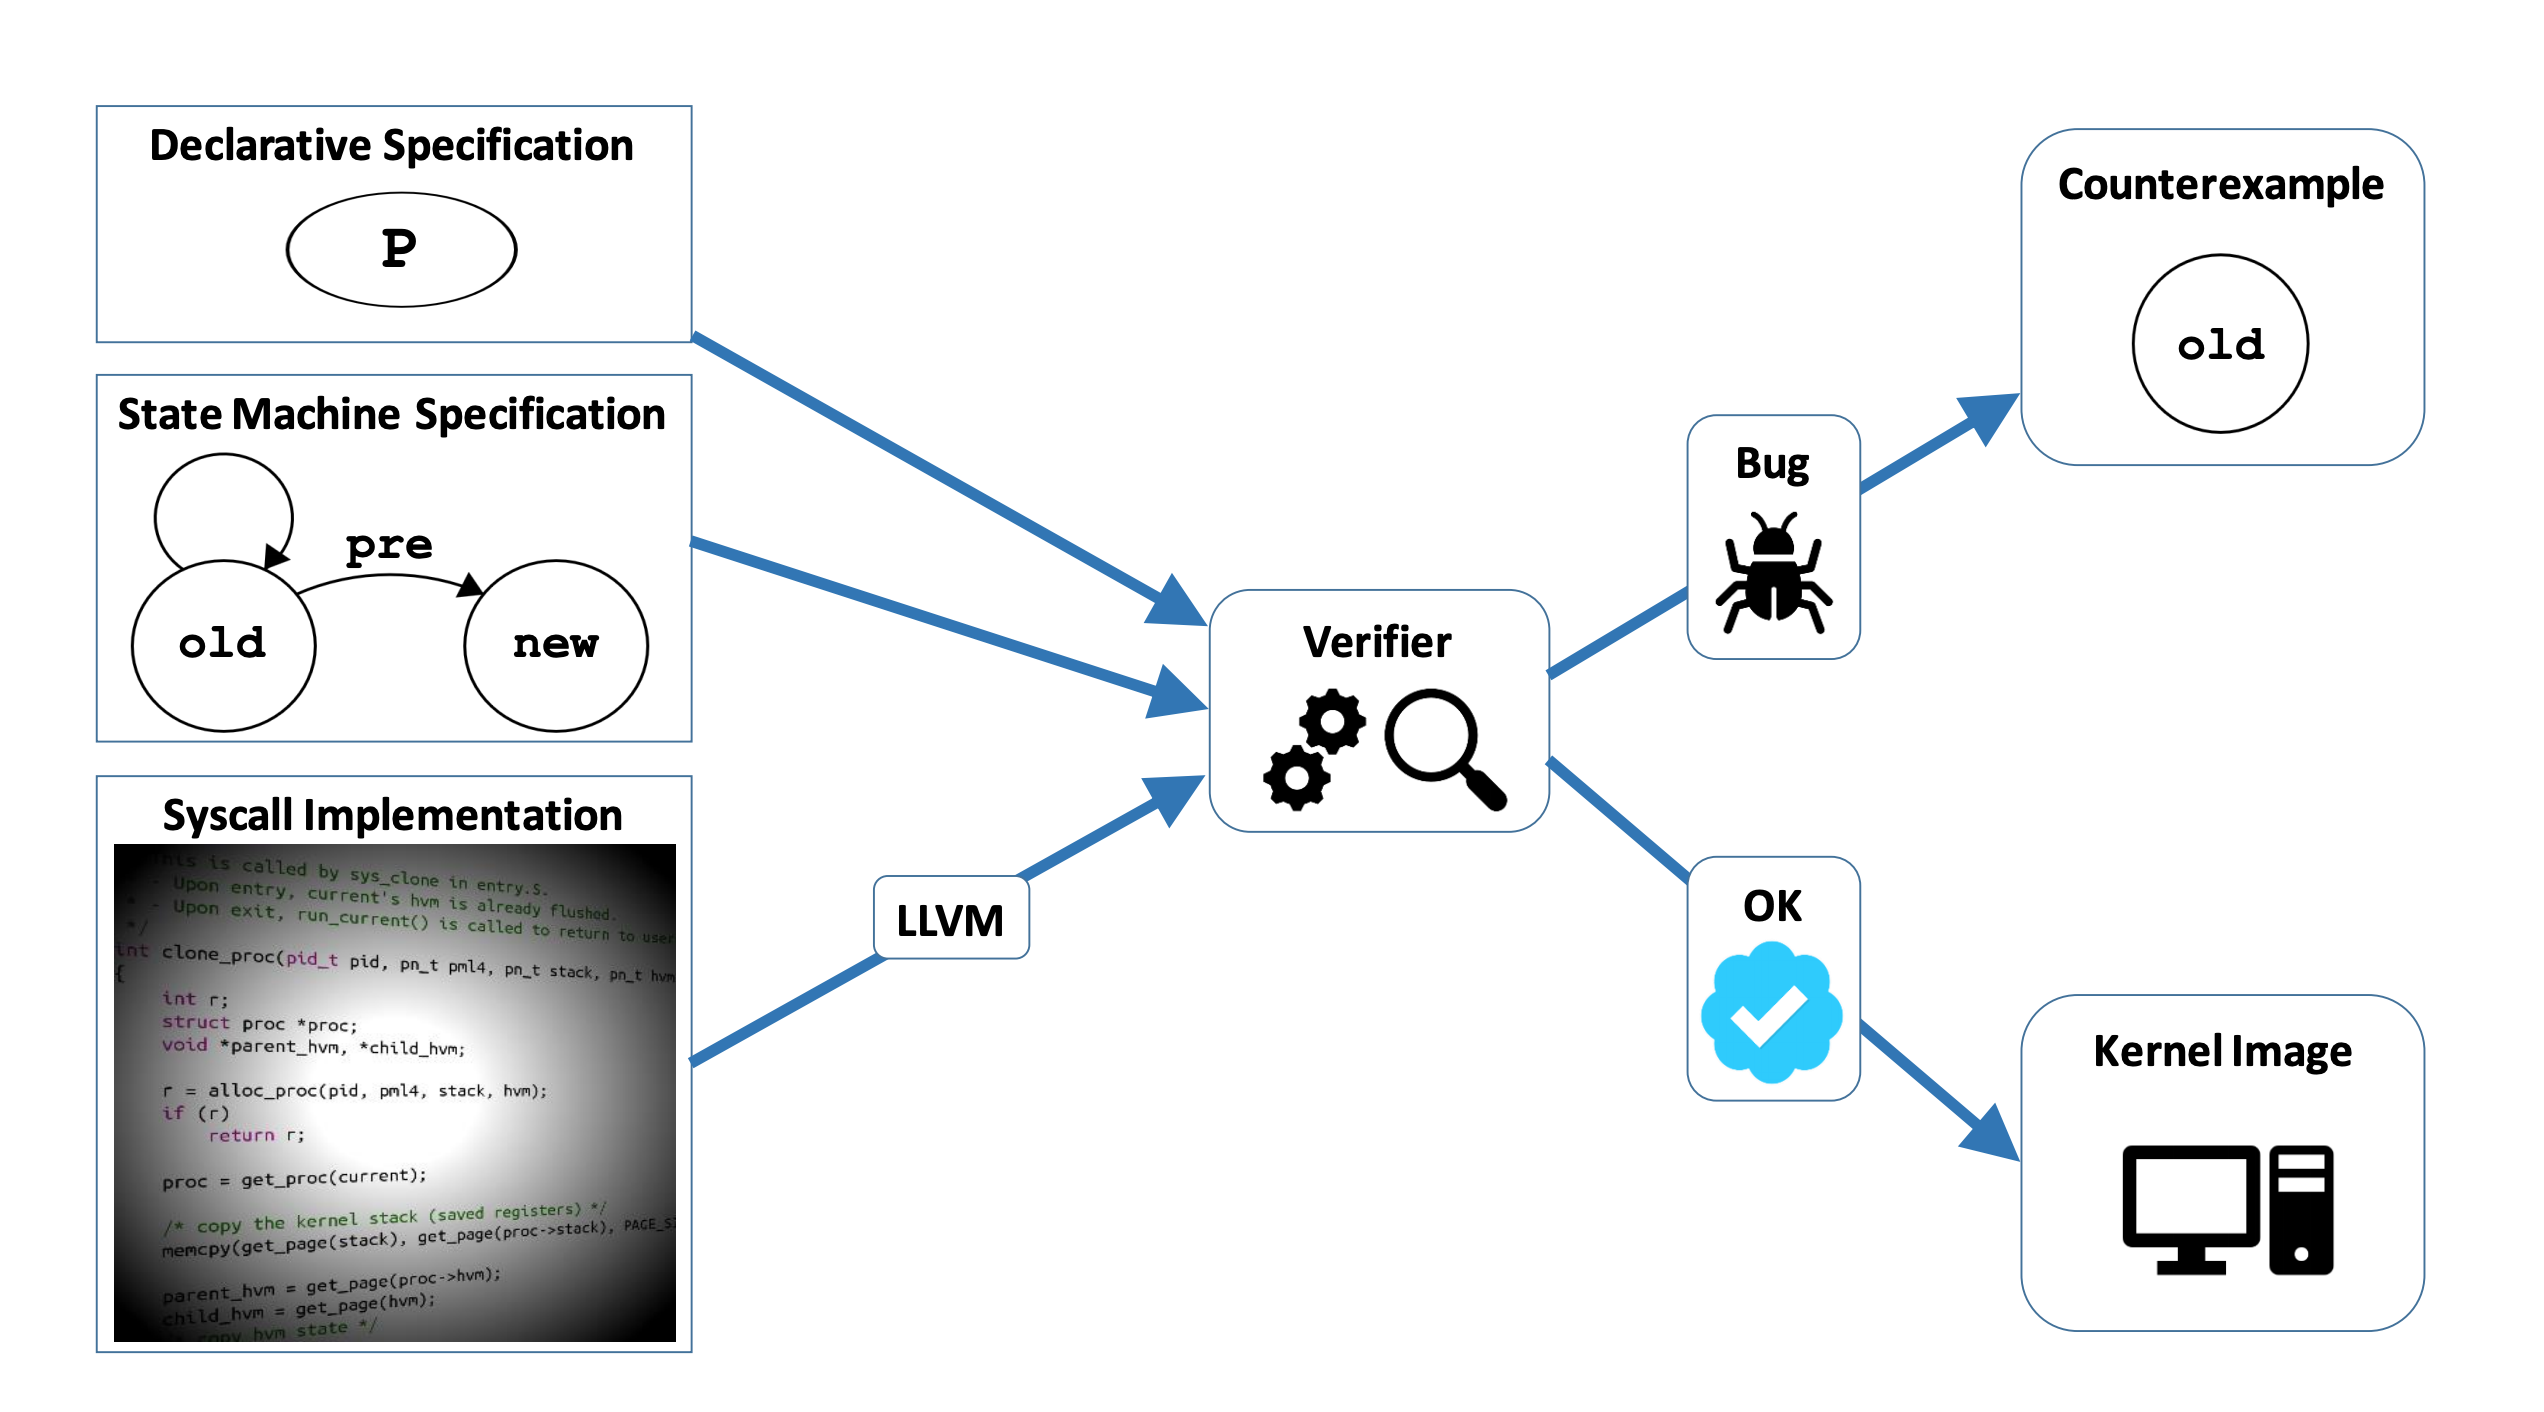 Declarative Specification
P
State Machine Specification
pre
old
new
Syscall Implementation
This is called by sys_clone in entry.S.
* - Upon entry, current's hvm is already flushed.
* - Upon exit, run_current() is called to return to user
*/
int clone_proc(pid_t pid, pn_t pml4, pn_t stack, pn_t hvm
{
int r;
struct proc *proc;
void *parent_hvm, *child_hvm;
r = alloc_proc(pid, pml4, stack, hvm);
if (r)
return r;
proc = get_proc(current);
/* copy the kernel stack (saved registers) */
memcpy(get_page(stack), get_page(proc->stack), PAGE_S
parent_hvm = get_page(proc->hvm);
child_hvm = get_page(hvm);
copy hvm state */
LLVM
Verifier
Bug
OK
Counterexample
old
Kernel Image